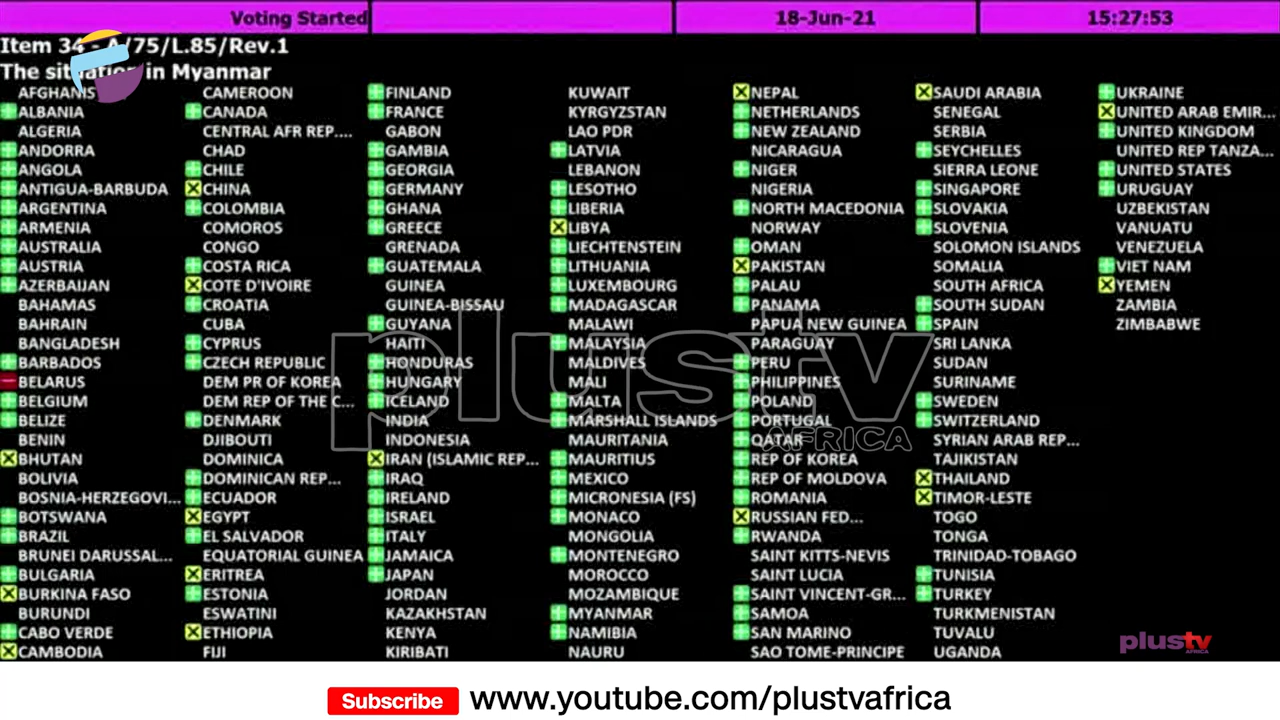 Voting Started 18-Jun-21 15:27:53
Item 34 - A/75/L.85/Rev.1
The situation in Myanmar
AFGHANIS CAMEROON FINLAND KUWAIT NEPAL SAUDI ARABIA UKRAINE
ALBANIA CANADA FRANCE KYRGYZSTAN NETHERLANDS SENEGAL UNITED ARAB EMIR...
ALGERIA CENTRAL AFR REP.... GABON LAO PDR NEW ZEALAND SERBIA UNITED KINGDOM
ANDORRA CHAD GAMBIA LATVIA NICARAGUA SEYCHELLES UNITED REP TANZA...
ANGOLA CHILE GEORGIA LEBANON NIGER SIERRA LEONE UNITED STATES
ANTIGUA-BARBUDA CHINA GERMANY LESOTHO NIGERIA SINGAPORE URUGUAY
ARGENTINA COLOMBIA GHANA LIBERIA NORTH MACEDONIA SLOVAKIA UZBEKISTAN
ARMENIA COMOROS GREECE LIBYA NORWAY SLOVENIA VANUATU
AUSTRALIA CONGO GRENADA LIECHTENSTEIN OMAN SOLOMON ISLANDS VENEZUELA
AUSTRIA COSTA RICA GUATEMALA LITHUANIA PAKISTAN SOMALIA VIET NAM
AZERBAIJAN COTE D'IVOIRE GUINEA LUXEMBOURG PALAU SOUTH AFRICA YEMEN
BAHAMAS CROATIA GUINEA-BISSAU MADAGASCAR PANAMA SOUTH SUDAN ZAMBIA
BAHRAIN CUBA GUYANA MALAWI PAPUA NEW GUINEA SPAIN ZIMBABWE
BANGLADESH CYPRUS HAITI MALAYSIA PARAGUAY SRI LANKA
BARBADOS CZECH REPUBLIC HONDURAS MALDIVES PERU SUDAN
BELARUS DEM PR OF KOREA HUNGARY MALI PHILIPPINES SURINAME
BELGIUM DEM REP OF THE C... ICELAND MALTA POLAND SWEDEN
BELIZE DENMARK INDIA MARSHALL ISLANDS PORTUGAL SWITZERLAND
BENIN DJIBOUTI INDONESIA MAURITANIA QATAR SYRIAN ARAB REP...
BHUTAN DOMINICA IRAN (ISLAMIC REP... MAURITIUS REP OF KOREA TAJIKISTAN
BOLIVIA DOMINICAN REP... IRAQ MEXICO REP OF MOLDOVA THAILAND
BOSNIA-HERZEGOVI... ECUADOR IRELAND MICRONESIA (FS) ROMANIA TIMOR-LESTE
BOTSWANA EGYPT ISRAEL MONACO RUSSIAN FED... TOGO
BRAZIL EL SALVADOR ITALY MONGOLIA RWANDA TONGA
BRUNEI DARUSSAL... EQUATORIAL GUINEA JAMAICA MONTENEGRO SAINT KITTS-NEVIS TRINIDAD-TOBAGO
BULGARIA ERITREA JAPAN MOROCCO SAINT LUCIA TUNISIA
BURKINA FASO ESTONIA JORDAN MOZAMBIQUE SAINT VINCENT-GR... TURKEY
BURUNDI ESWATINI KAZAKHSTAN MYANMAR SAMOA TURKMENISTAN
CABO VERDE ETHIOPIA KENYA NAMIBIA SAN MARINO TUVALU
CAMBODIA FIJI KIRIBATI NAURU SAO TOME-PRINCIPE UGANDA
plustv
AFRICA
plustv
AFRICA
Subscribe www.youtube.com/plustvafrica